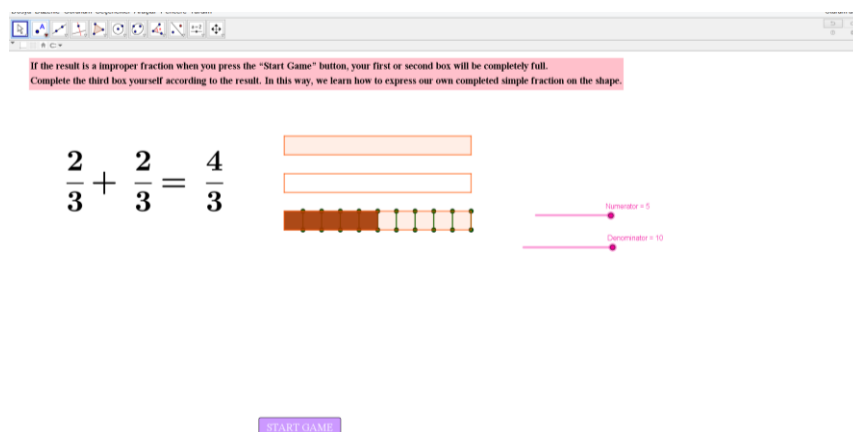 If the result is a improper fraction when you press the “Start Game” button, your first or second box will be completely full.
Complete the third box yourself according to the result. In this way, we learn how to express our own completed simple fraction on the shape.
2/3 + 2/3 = 4/3
Numerator = 5
Denominator = 10
START GAME